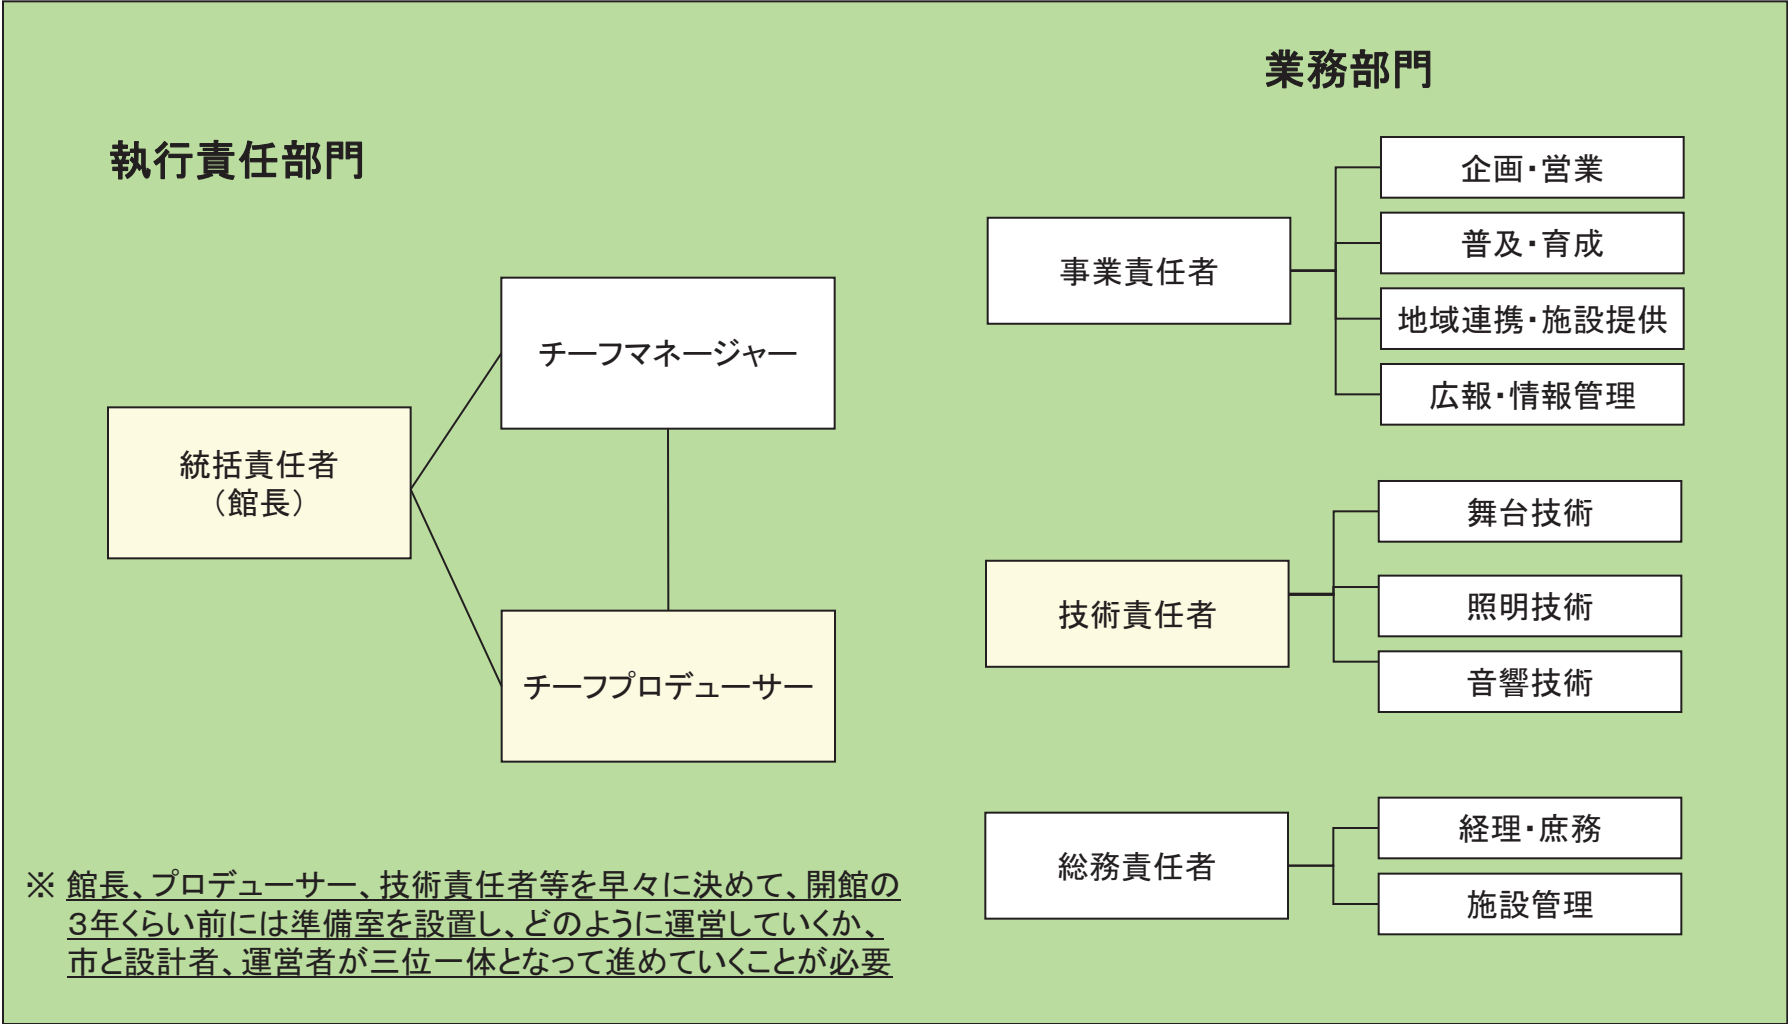 執行責任部門
統括責任者
（館長）
チーフマネージャー
チーフプロデューサー
業務部門
事業責任者
企画・営業
普及・育成
地域連携・施設提供
広報・情報管理
技術責任者
舞台技術
照明技術
音響技術
総務責任者
経理・庶務
施設管理
※ 館長、プロデューサー、技術責任者等を早々に決めて、開館の
３年くらい前には準備室を設置し、どのように運営していくか、
市と設計者、運営者が三位一体となって進めていくことが必要